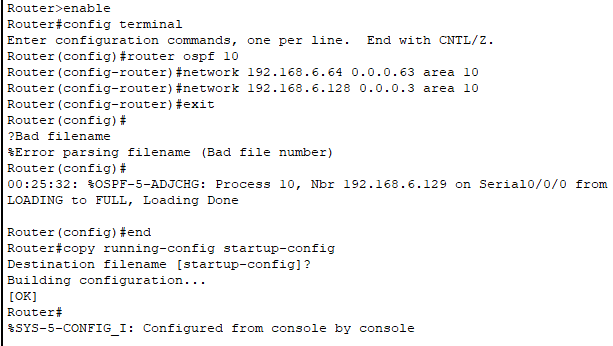 Router>enable
Router#config terminal
Enter configuration commands, one per line.  End with CNTL/Z.
Router(config)#router ospf 10
Router(config-router)#network 192.168.6.64 0.0.0.63 area 10
Router(config-router)#network 192.168.6.128 0.0.0.3 area 10
Router(config-router)#exit
Router(config)#
?Bad filename
%Error parsing filename (Bad file number)
Router(config)#
00:25:32: %OSPF-5-ADJCHG: Process 10, Nbr 192.168.6.129 on Serial0/0/0 from
LOADING to FULL, Loading Done

Router(config)#end
Router#copy running-config startup-config
Destination filename [startup-config]?
Building configuration...
[OK]
Router#
%SYS-5-CONFIG_I: Configured from console by console